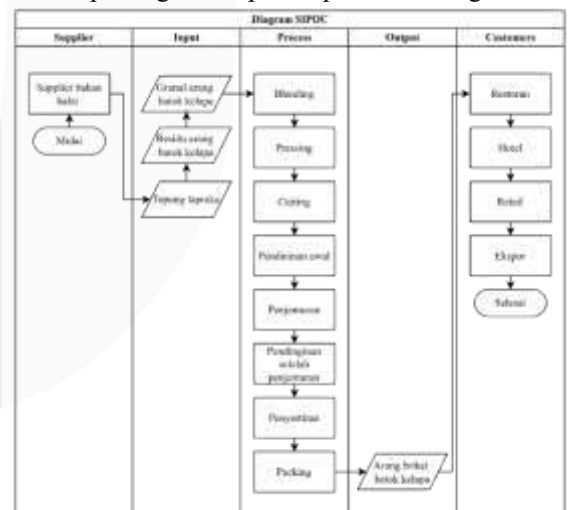 Diagram SIPOC
Supplier
Input
Process
Output
Customers
Supplier bahan
baku
Mulai
Granul arang
batok kelapa
arang
batok kelapa
Tepung tapioka
Blending
Pressing
Cutting
Pendinginan awal
Penjemuran
Pendinginan
setelah
penjemuran
Penyortiran
Packing
Arang briket
batok kelapa
Restoran
Hotel
Retail
Ekspor
Selesai